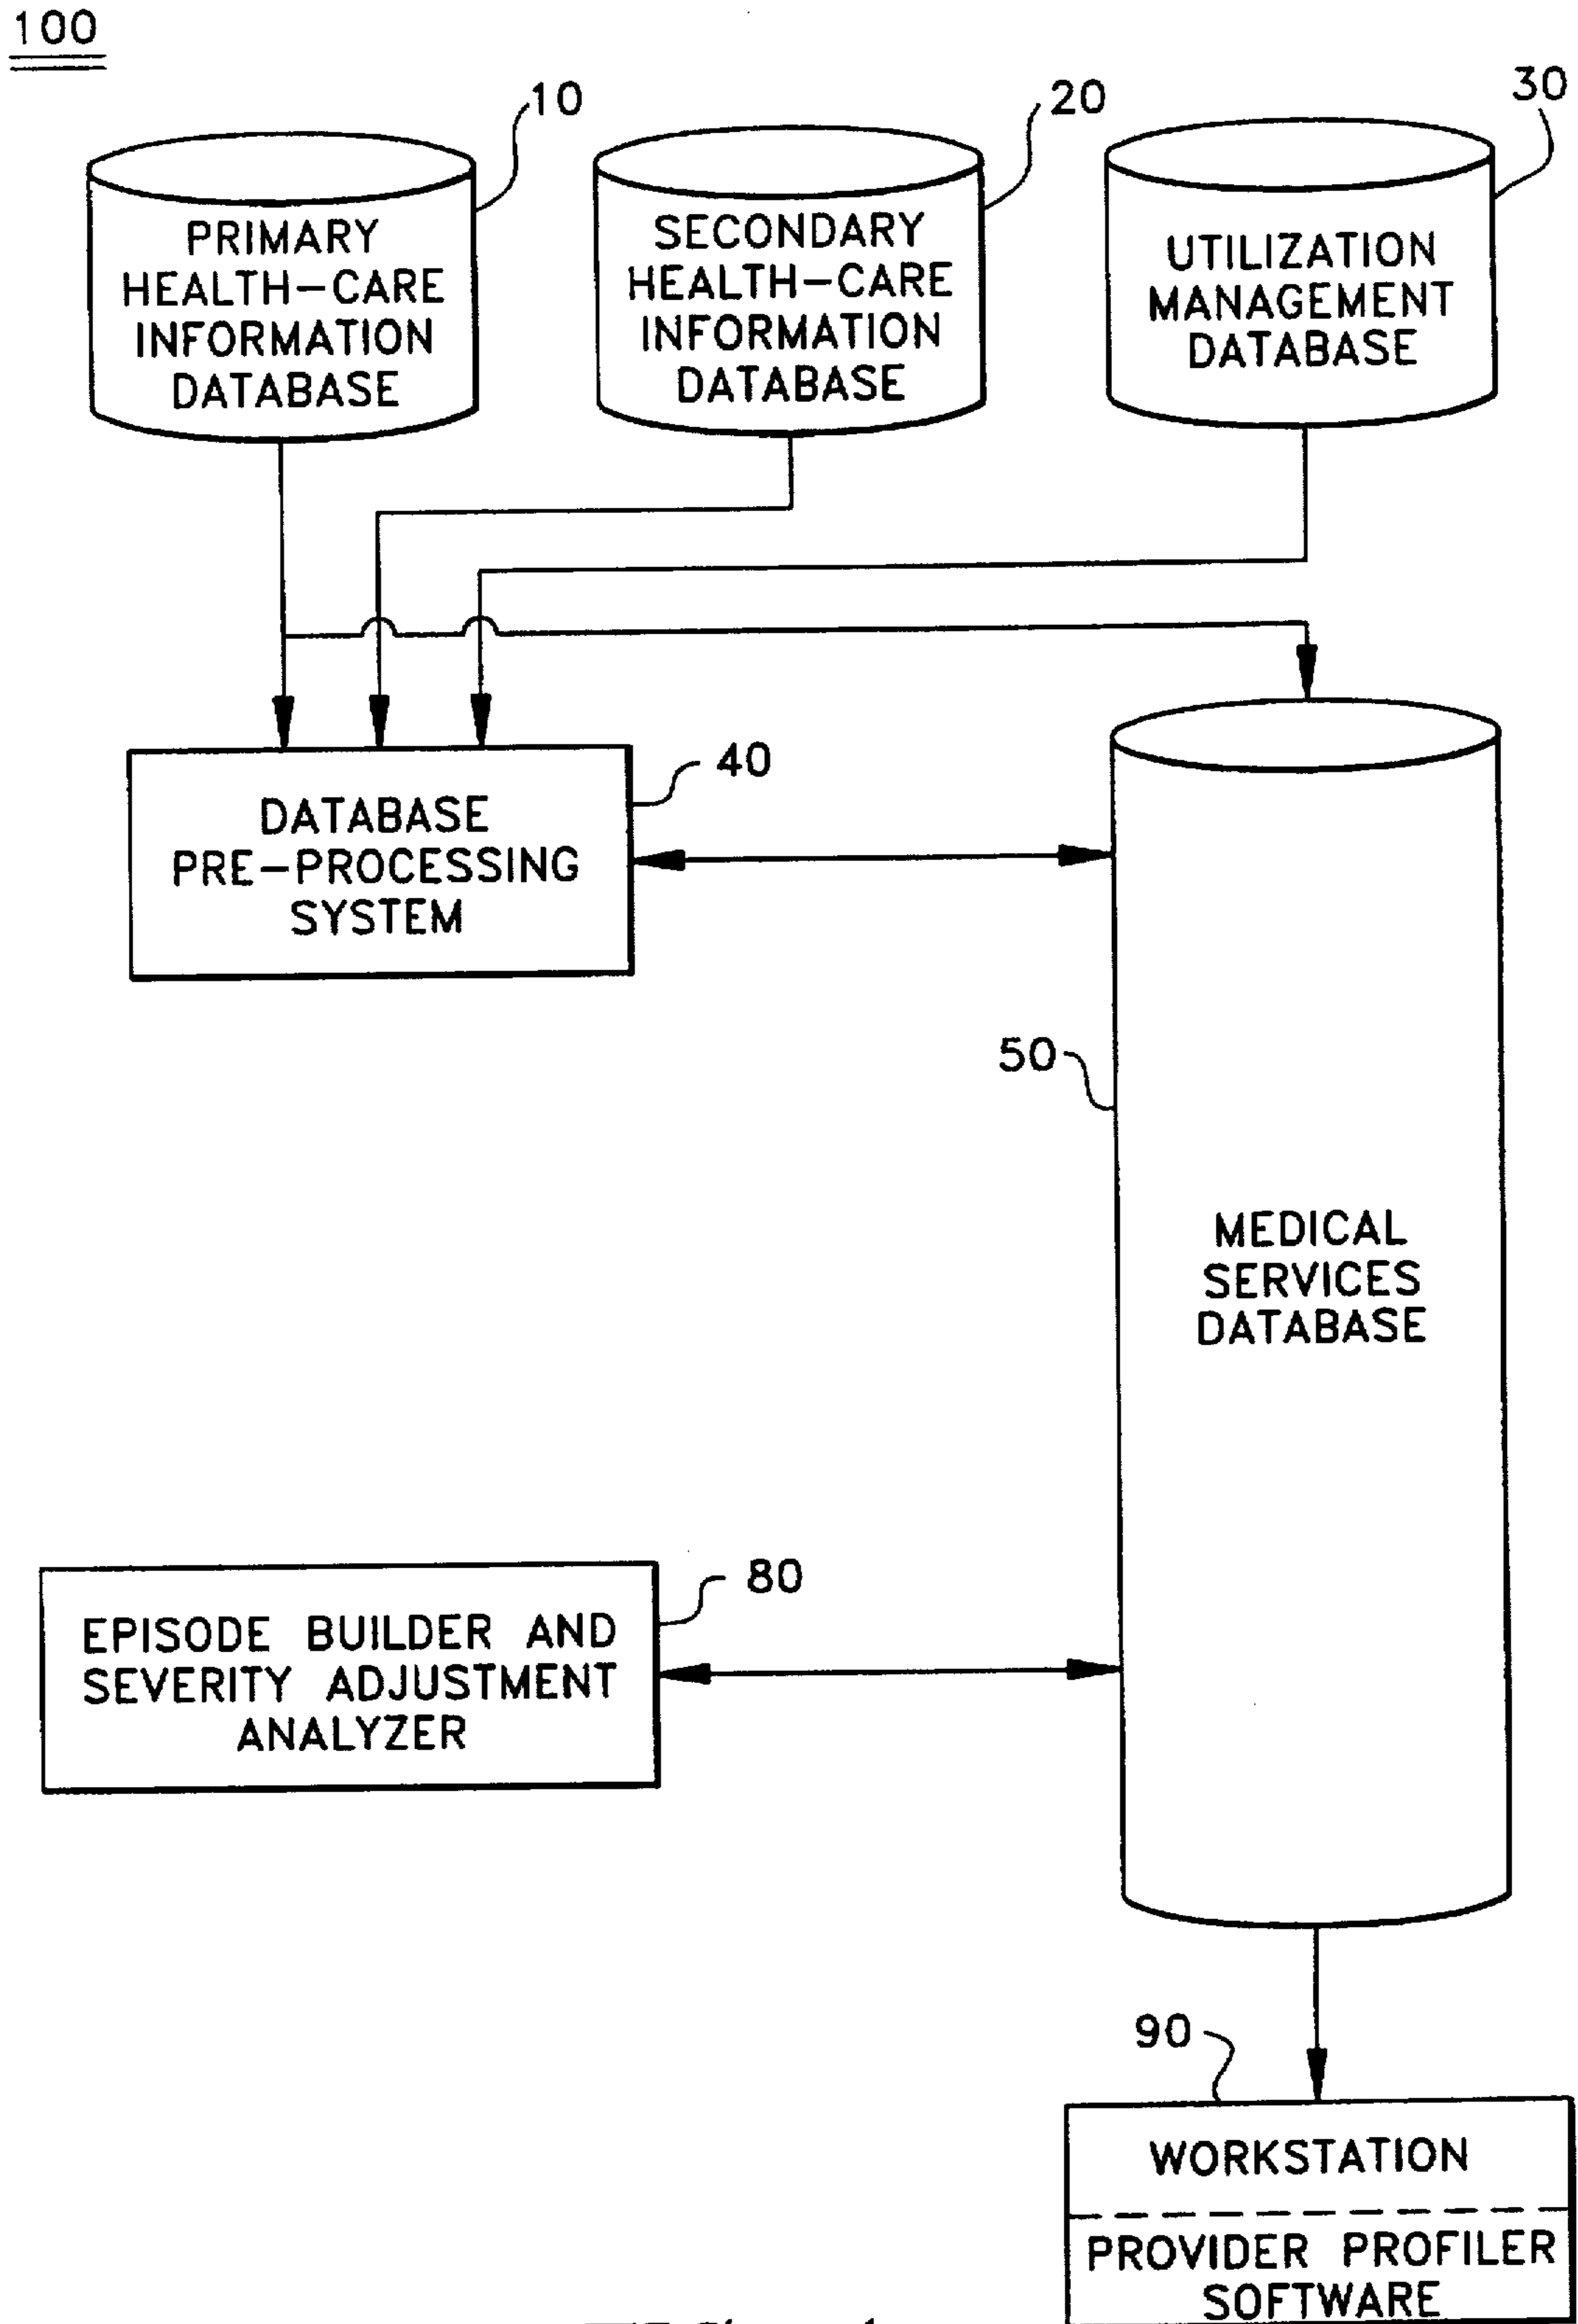 100
10
20
30
PRIMARY
HEALTH-CARE
INFORMATION
DATABASE
SECONDARY
HEALTH-CARE
INFORMATION
DATABASE
UTILIZATION
MANAGEMENT
DATABASE
40
DATABASE
PRE-PROCESSING
SYSTEM
50
MEDICAL
SERVICES
DATABASE
80
EPISODE BUILDER AND
SEVERITY ADJUSTMENT
ANALYZER
90
WORKSTATION
PROVIDER PROFILER
SOFTWARE